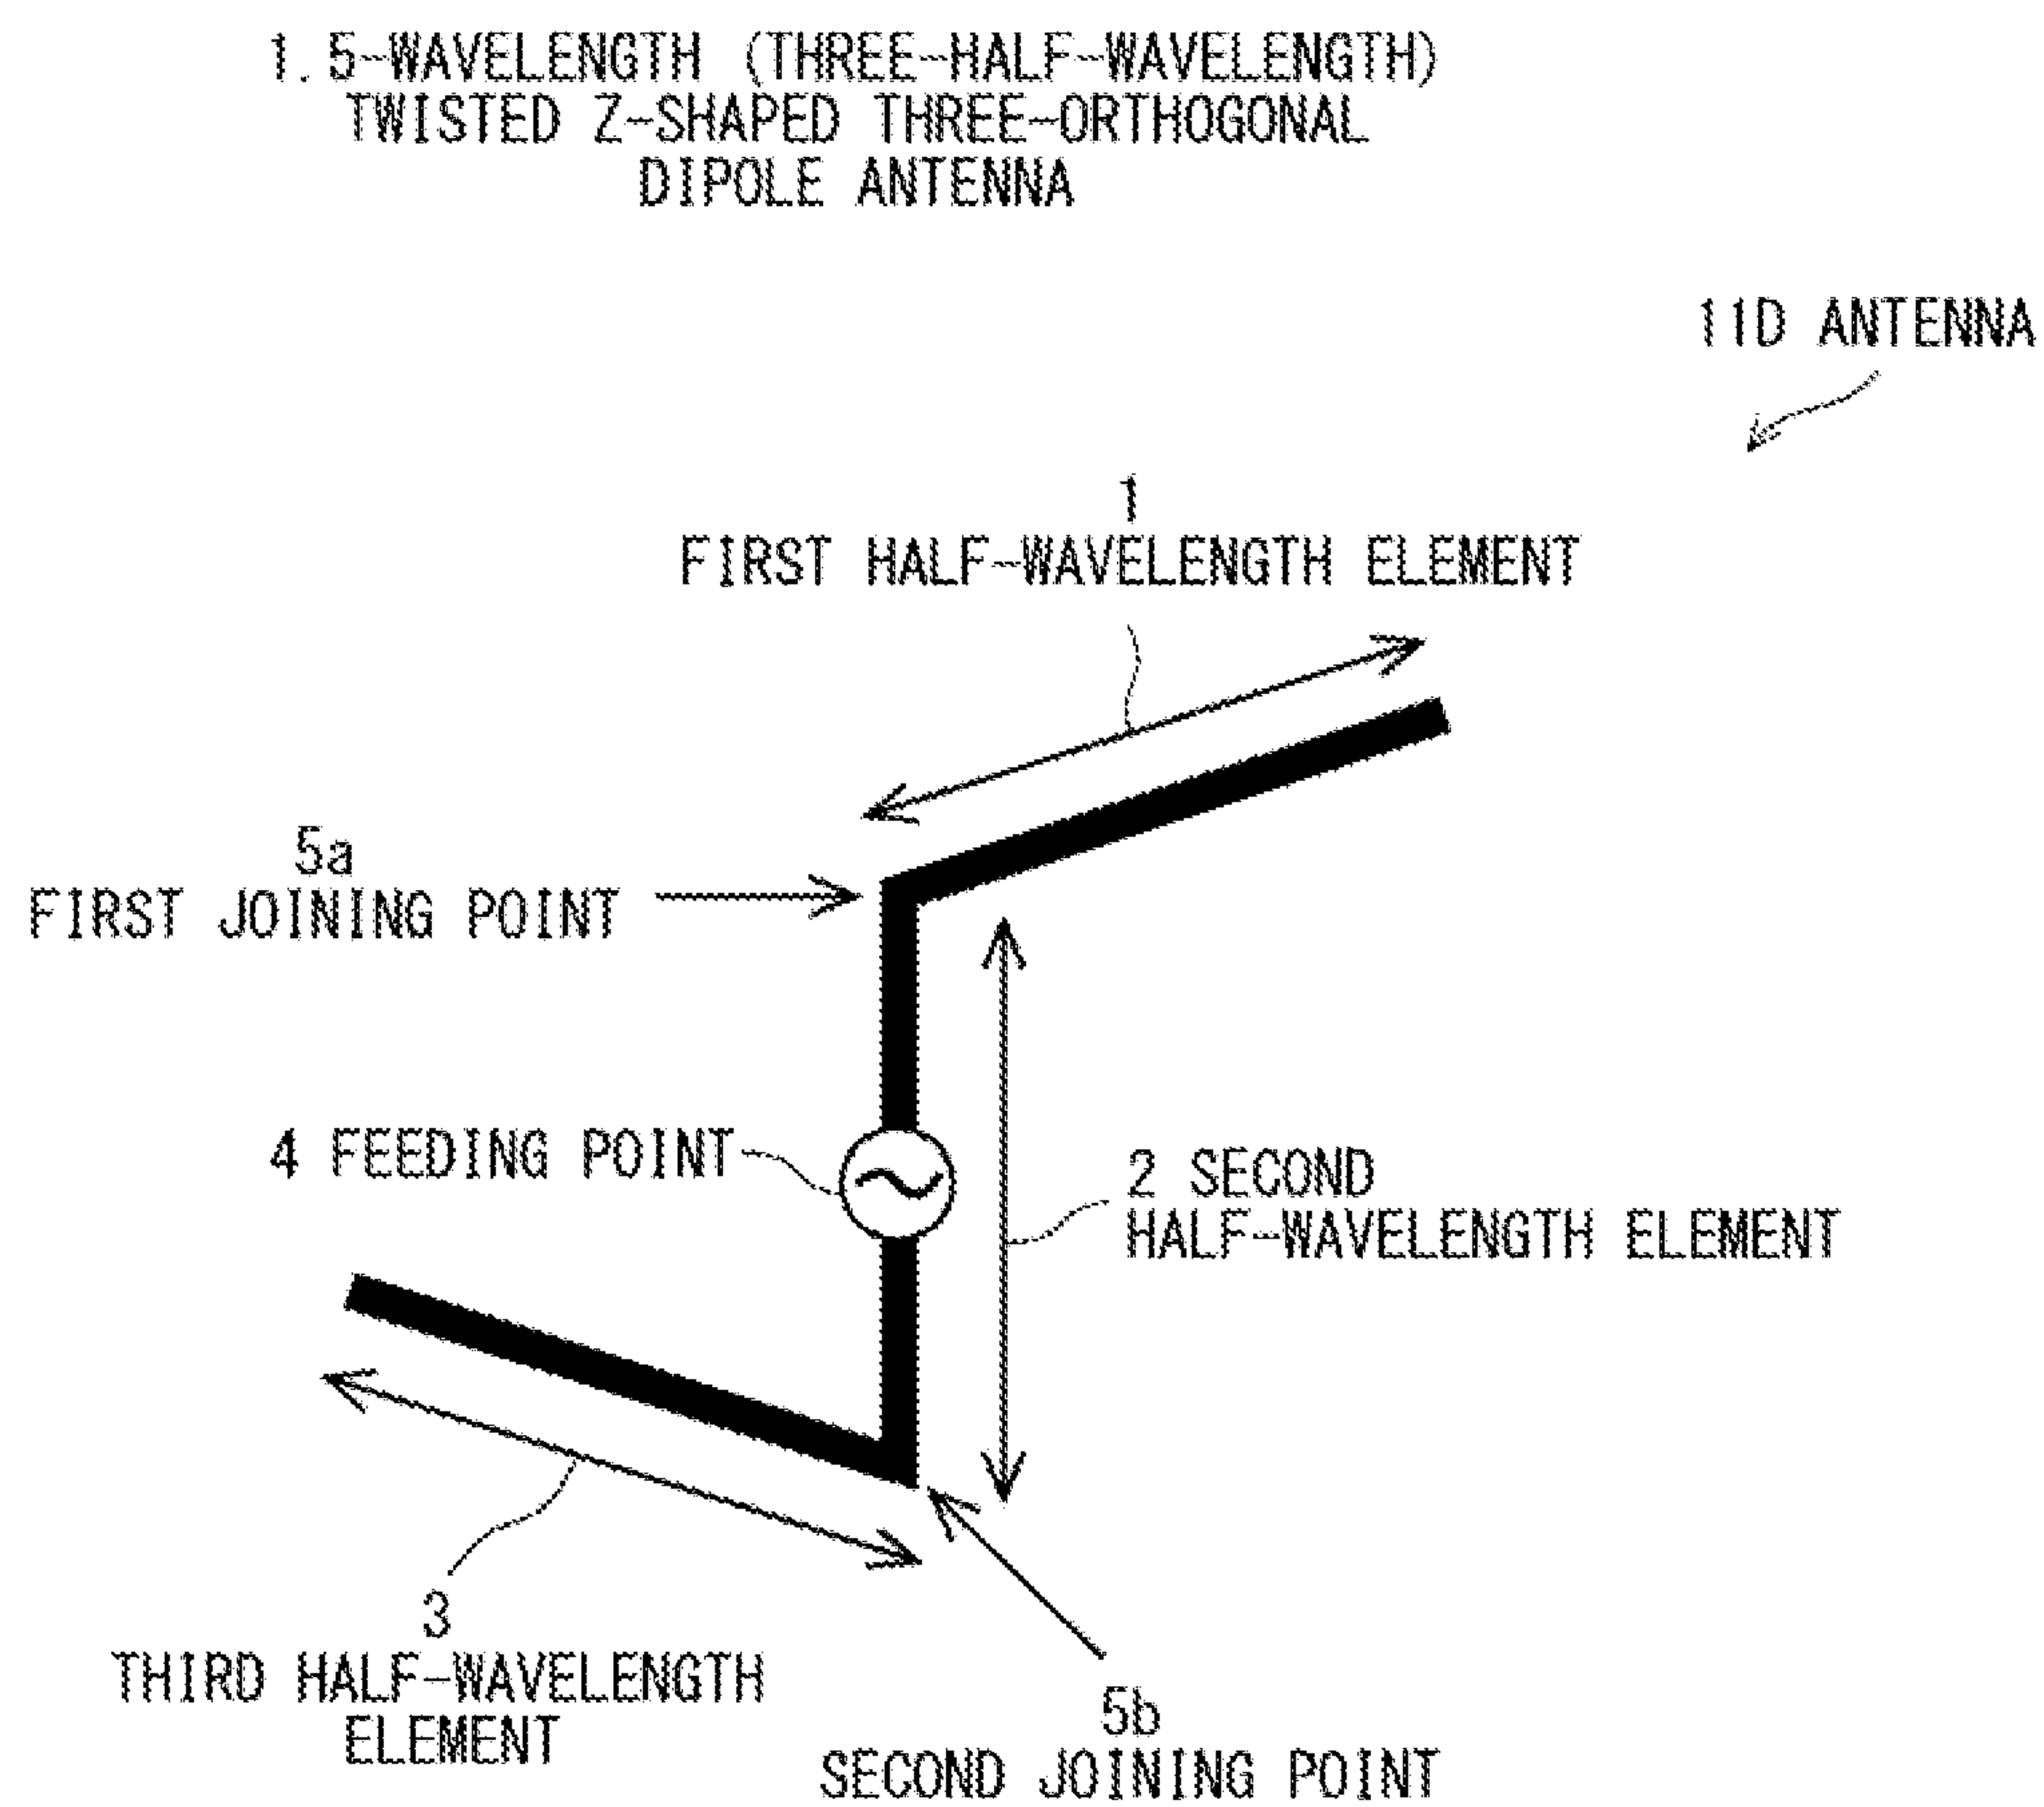 1.5-WAVELENGTH (THREE-HALF-WAVELENGTH)
TWISTED Z-SHAPED THREE-ORTHOGONAL
DIPOLE ANTENNA
11D ANTENNA
1
FIRST HALF-WAVELENGTH ELEMENT
5a
FIRST JOINING POINT
4 FEEDING POINT
2 SECOND
HALF-WAVELENGTH ELEMENT
3
THIRD HALF-WAVELENGTH
ELEMENT
5b
SECOND JOINING POINT